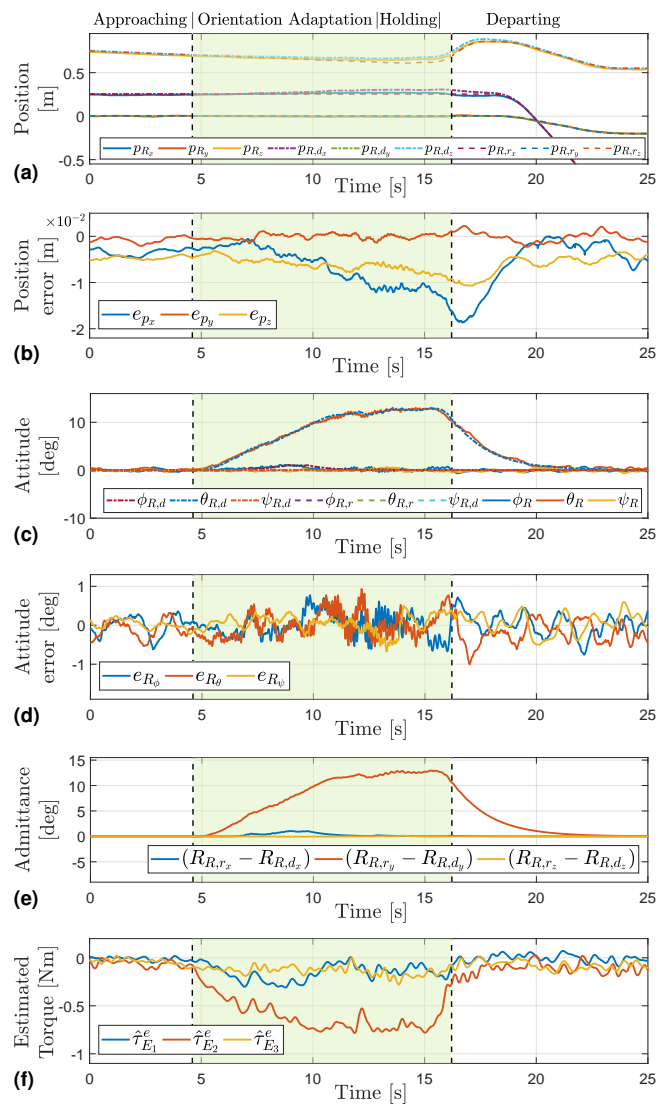 Approaching | Orientation Adaptation |Holding| Departing
Position [m]
0.5
0
-0.5
p_{R_x} p_{R_y} p_{R_z} p_{R,d_x} p_{R,d_y} p_{R,d_z} p_{R,r_x} p_{R,r_y} p_{R,r_z}
0 5 10 15 20 25
(a)
Time [s]
×10^{-2}
Position error [m]
0
-1
-2
e_{p_x} e_{p_y} e_{p_z}
0 5 10 15 20 25
(b)
Time [s]
Attitude [deg]
10
0
-10
ϕ_{R,d} θ_{R,d} ψ_{R,d} ϕ_{R,r} θ_{R,r} ψ_{R,d} ϕ_R θ_R ψ_R
0 5 10 15 20 25
(c)
Time [s]
Attitude error [deg]
1
0
-1
e_{R_ϕ} e_{R_θ} e_{R_ψ}
0 5 10 15 20 25
(d)
Time [s]
Admittance [deg]
15
10
5
0
-5
(R_{R,r_x} − R_{R,d_x}) (R_{R,r_y} − R_{R,d_y}) (R_{R,r_z} − R_{R,d_z})
0 5 10 15 20 25
(e)
Time [s]
Estimated Torque [Nm]
0
-0.5
-1
τ̂^e_{E_1} τ̂^e_{E_2} τ̂^e_{E_3}
0 5 10 15 20 25
(f)
Time [s]